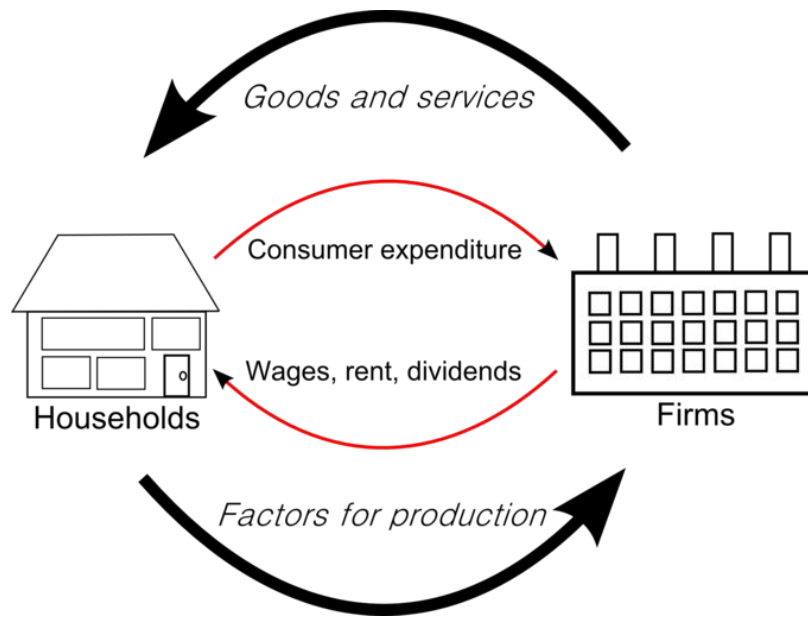 Goods and services
Consumer expenditure
Wages, rent, dividends
Households
Firms
Factors for production